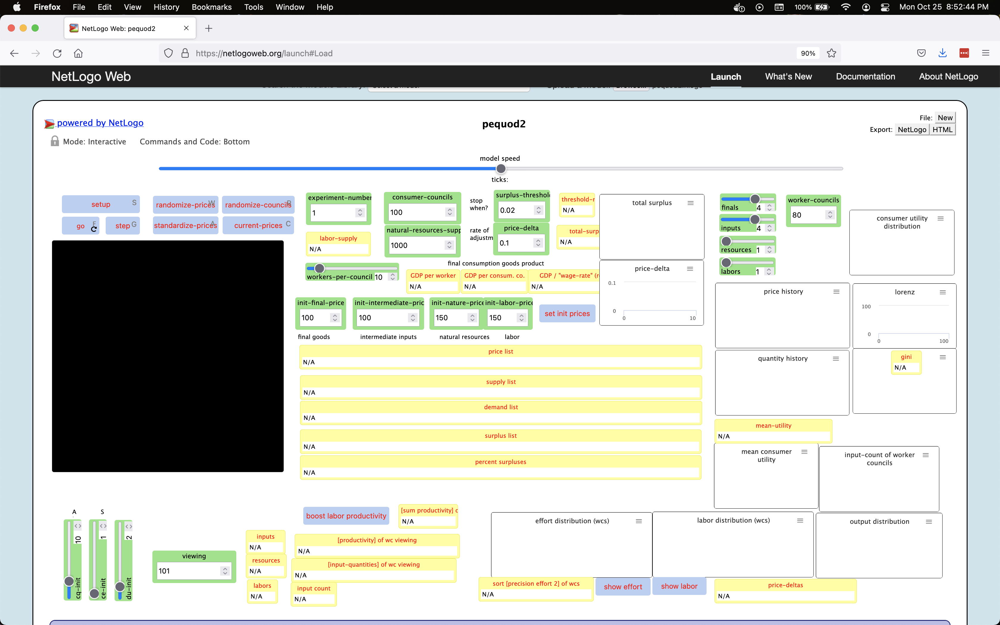 Firefox File Edit View History Bookmarks Tools Window Help 100% Mon Oct 25 8:52:44 PM
NetLogo Web: pequod2
https://netlogoweb.org/launch#Load 90%
NetLogo Web Launch What's New Documentation About NetLogo
powered by NetLogo
pequod2
File: New
Export: NetLogo HTML
Mode: Interactive Commands and Code: Bottom
model speed
ticks:
setup S
randomize-prices W
randomize-councils R
go F
step G
standardize-prices A
current-prices C
experiment-number
1
consumer-councils
100
stop
when?
surplus-threshold
0.02
threshold-r
N/A
labor-supply
N/A
natural-resources-supp
1000
rate of
adjustm
price-delta
0.1
total-surp
N/A
workers-per-council 10
final consumption goods product
GDP per worker
N/A
GDP per consum. co.
N/A
GDP / "wage-rate" (r
N/A
init-final-price
100
init-intermediate-pric
100
init-nature-price
150
init-labor-price
150
set init prices
final goods
intermediate inputs
natural resources
labor
total surplus
price-delta
0.1
0
0 10
finals 4
inputs 4
resources 1
labors 1
worker-councils
80
consumer utility
distribution
price history
lorenz
100
0
0 100
quantity history
gini
N/A
price list
N/A
supply list
N/A
demand list
N/A
surplus list
N/A
percent surpluses
N/A
mean-utility
N/A
mean consumer
utility
input-count of worker
councils
A
S
10
cq-init
1
ce-init
2
du-init
viewing
101
boost labor productivity
[sum productivity] o
N/A
inputs
N/A
[productivity] of wc viewing
N/A
resources
N/A
[input-quantities] of wc viewing
N/A
labors
N/A
input count
N/A
effort distribution (wcs)
labor distribution (wcs)
output distribution
sort [precision effort 2] of wcs
N/A
show effort
show labor
price-deltas
N/A